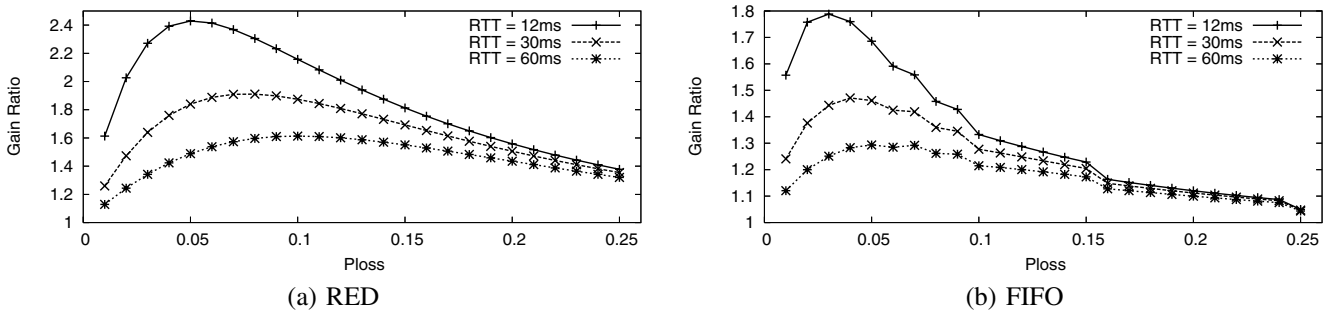 2.4
2.2
2
1.8
1.6
1.4
1.2
1
Gain Ratio
RTT = 12ms
RTT = 30ms
RTT = 60ms
0
0.05
0.1
0.15
0.2
0.25
Ploss
(a) RED
1.8
1.7
1.6
1.5
1.4
1.3
1.2
1.1
1
Gain Ratio
RTT = 12ms
RTT = 30ms
RTT = 60ms
0
0.05
0.1
0.15
0.2
0.25
Ploss
(b) FIFO